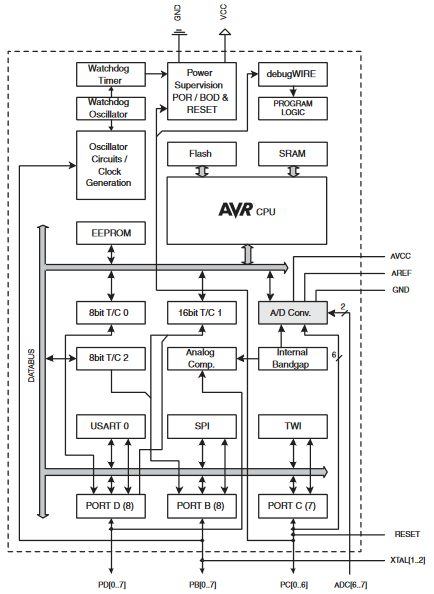 GND
VCC
Watchdog
Timer
Power
Supervision
POR / BOD &
RESET
debugWIRE
Watchdog
Oscillator
PROGRAM
LOGIC
Oscillator
Circuits /
Clock
Generation
Flash
SRAM
AVR CPU
EEPROM
AVCC
AREF
GND
8bit T/C 0
16bit T/C 1
A/D Conv.
2
DATABUS
8bit T/C 2
Analog
Comp.
Internal
Bandgap
6
USART 0
SPI
TWI
PORT D (8)
PORT B (8)
PORT C (7)
RESET
XTAL[1..2]
PD[0..7]
PB[0..7]
PC[0..6]
ADC[6..7]